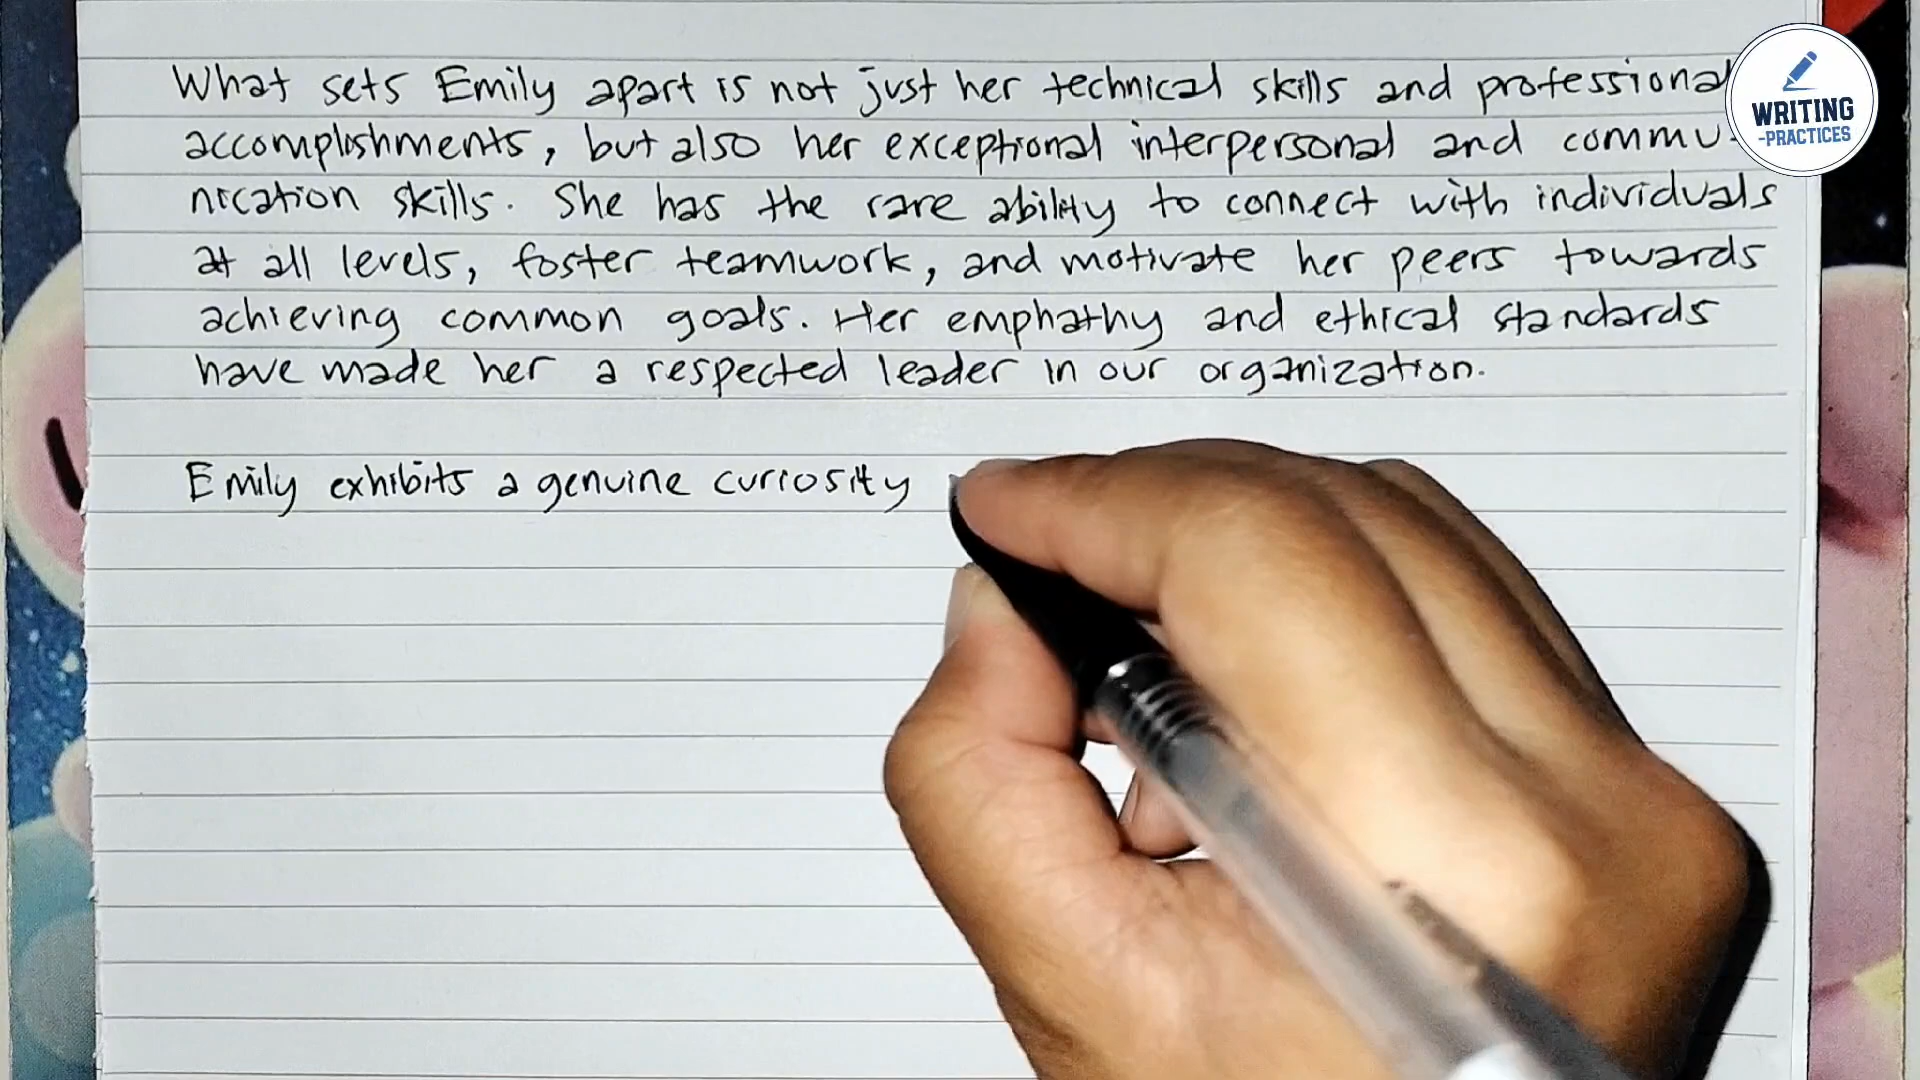 What sets Emily apart is not just her technical skills and professional
accomplishments, but also her exceptional interpersonal and commu-
nication skills. She has the rare ability to connect with individuals
at all levels, foster teamwork, and motivate her peers towards
achieving common goals. Her emphathy and ethical standards
have made her a respected leader in our organization.
Emily exhibits a genuine curiosity
WRITING
-PRACTICES